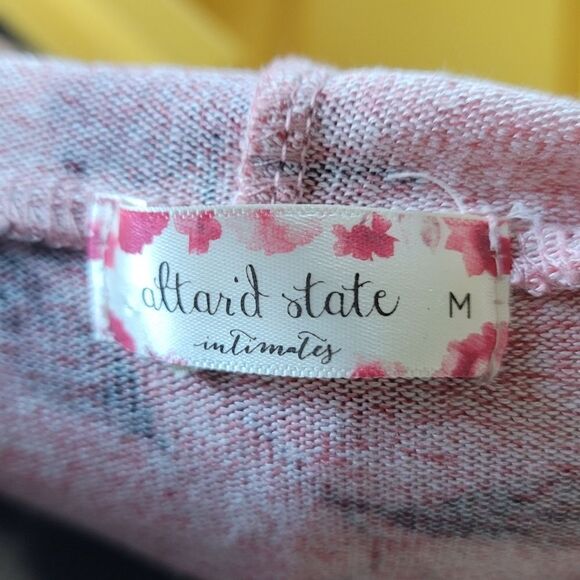 altar'd state M
intimates